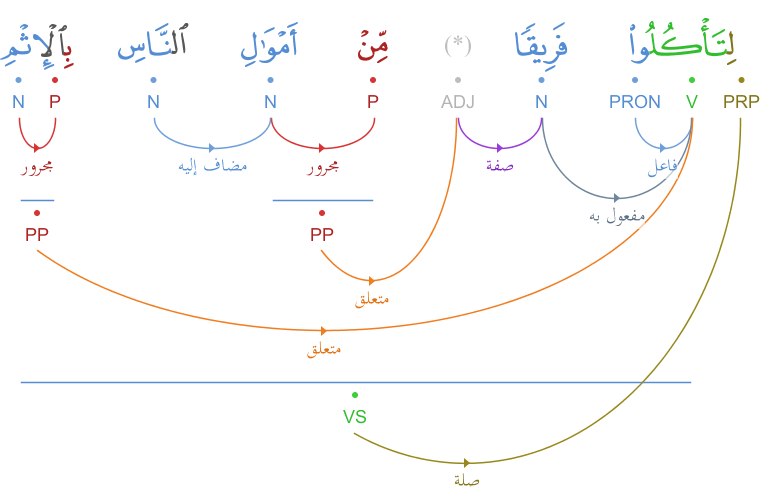 لِتَأْكُلُوا۟ فَرِيقًا (*) مِّنْ أَمْوَٰلِ ٱلنَّاسِ بِٱلْإِثْمِ
PRP V PRON N ADJ P N N P N
فاعل صفة مجرور مضاف إليه مجرور
مفعول به
PP PP
متعلق
متعلق
VS
صلة